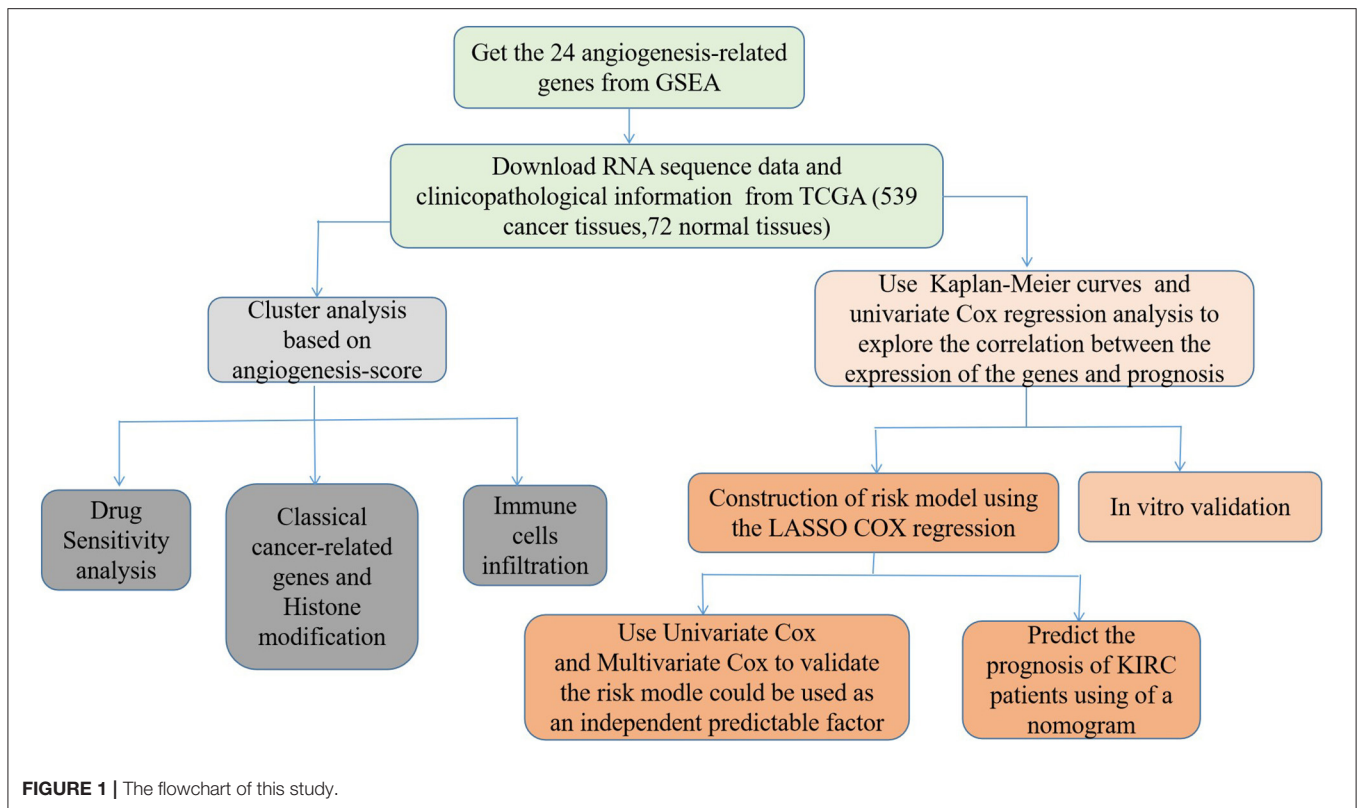 Get the 24 angiogenesis-related
genes from GSEA
Download RNA sequence data and
clinicopathological information from TCGA (539
cancer tissues,72 normal tissues)
Cluster analysis
based on
angiogenesis-score
Use Kaplan-Meier curves and
univariate Cox regression analysis to
explore the correlation between the
expression of the genes and prognosis
Drug
Sensitivity
analysis
Classical
cancer-related
genes and
Histone
modification
Immune
cells
infiltration
Construction of risk model using
the LASSO COX regression
In vitro validation
Use Univariate Cox
and Multivariate Cox to validate
the risk modle could be used as
an independent predictable factor
Predict the
prognosis of KIRC
patients using of a
nomogram
FIGURE 1 | The flowchart of this study.